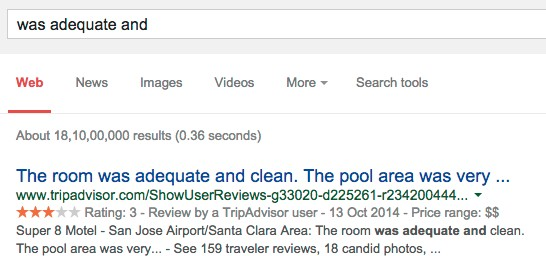 was adequate and
Web News Images Videos More Search tools
About 18,10,00,000 results (0.36 seconds)
The room was adequate and clean. The pool area was very ...
www.tripadvisor.com/ShowUserReviews-g33020-d225261-r234200444...
Rating: 3 - Review by a TripAdvisor user - 13 Oct 2014 - Price range: $$
Super 8 Motel - San Jose Airport/Santa Clara Area: The room was adequate and clean.
The pool area was very... - See 159 traveler reviews, 18 candid photos, ...